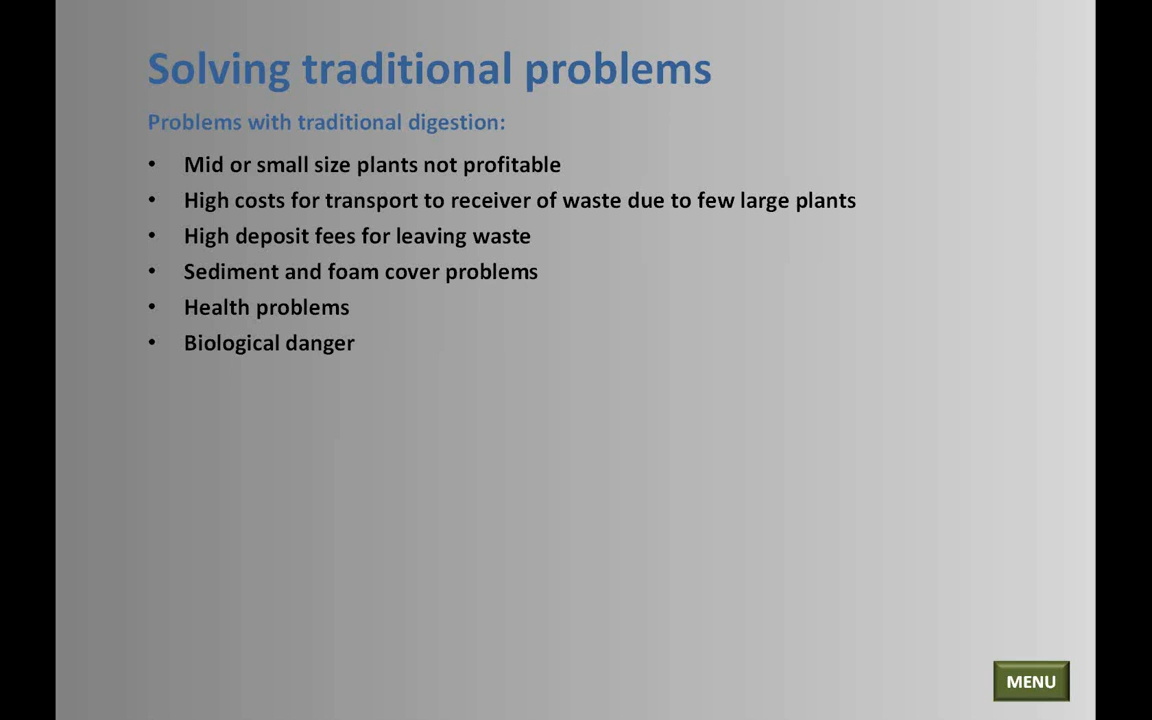 Solving traditional problems
Problems with traditional digestion:
• Mid or small size plants not profitable
• High costs for transport to receiver of waste due to few large plants
• High deposit fees for leaving waste
• Sediment and foam cover problems
• Health problems
• Biological danger
MENU